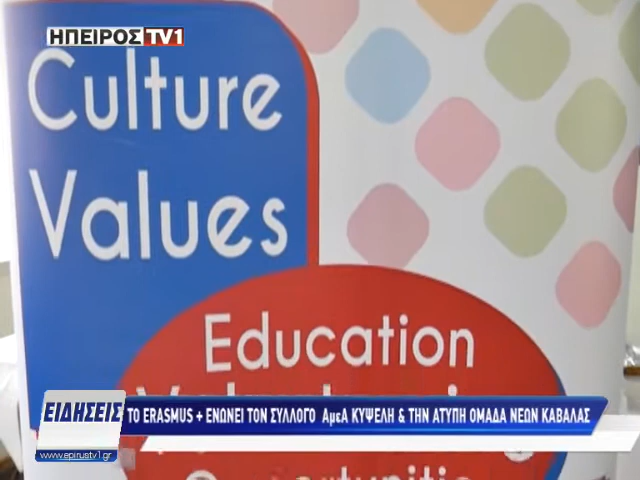 ΗΠΕΙΡΟΣ TV1
Culture
Values
Education
ΕΙΔΗΣΕΙΣ
ΤΟ ERASMUS + ΕΝΩΝΕΙ ΤΟΝ ΣΥΛΛΟΓΟ ΑμεΑ ΚΥΨΕΛΗ & ΤΗΝ ΑΤΥΠΗ ΟΜΑΔΑ ΝΕΩΝ ΚΑΒΑΛΑΣ
www.epirustv1.gr